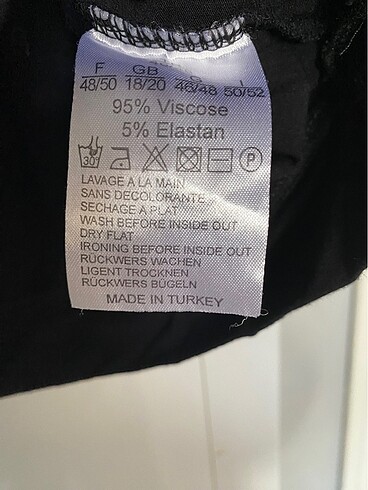 F GB I
48/50 18/20 46/48 50/52
95% Viscose
5% Elastan
30° P
LAVAGE A LA MAIN
SANS DECOLORANTE
SECHAGE A PLAT
WASH BEFORE INSIDE OUT
DRY FLAT
IRONING BEFORE INSIDE OUT
RÜCKWERS WACHEN
LIGENT TROCKNEN
RÜCKWERS BÜGELN
MADE IN TURKEY